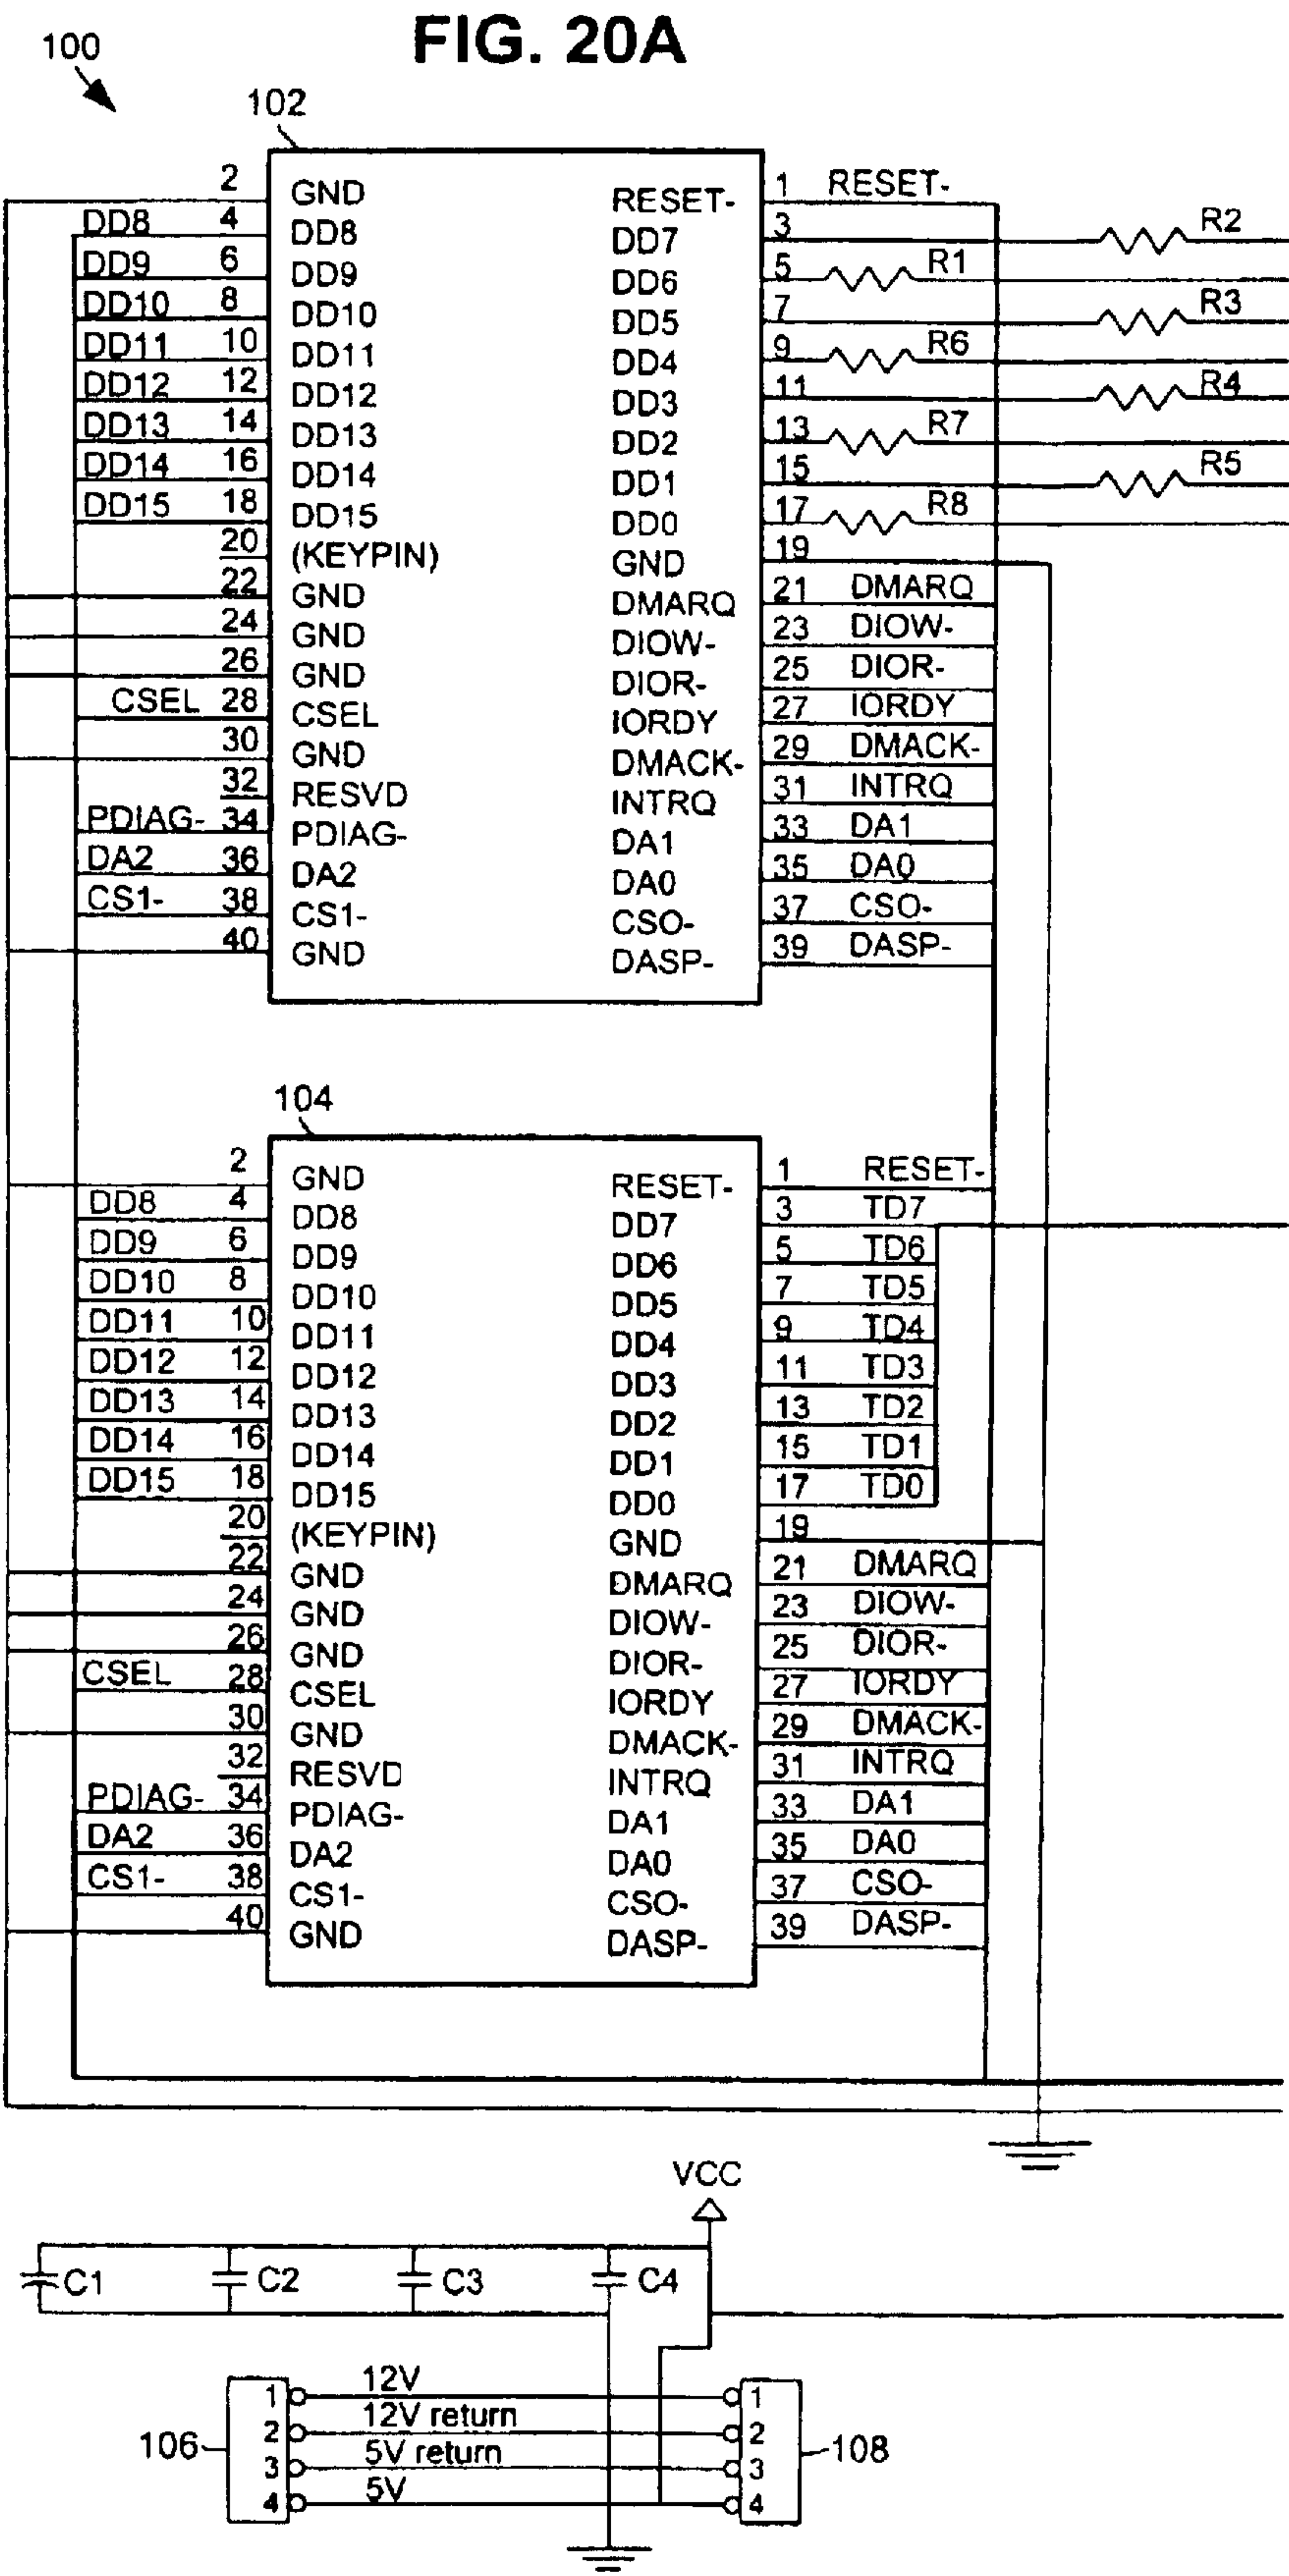 FIG. 20A
100
102
2 GND RESET- 1 RESET-
DD8 4 DD8 DD7 3 R2
DD9 6 DD9 DD6 5 R1
DD10 8 DD10 DD5 7 R3
DD11 10 DD11 DD4 9 R6
DD12 12 DD12 DD3 11 R4
DD13 14 DD13 DD2 13 R7
DD14 16 DD14 DD1 15 R5
DD15 18 DD15 DD0 17 R8
20 (KEYPIN) GND 19
22 GND DMARQ 21 DMARQ
24 GND DIOW- 23 DIOW-
26 GND DIOR- 25 DIOR-
CSEL 28 CSEL IORDY 27 IORDY
30 GND DMACK- 29 DMACK-
32 RESVD INTRQ 31 INTRQ
PDIAG- 34 PDIAG- DA1 33 DA1
DA2 36 DA2 DA0 35 DA0
CS1- 38 CS1- CSO- 37 CSO-
40 GND DASP- 39 DASP-
104
2 GND RESET- 1 RESET-
DD8 4 DD8 DD7 3 TD7
DD9 6 DD9 DD6 5 TD6
DD10 8 DD10 DD5 7 TD5
DD11 10 DD11 DD4 9 TD4
DD12 12 DD12 DD3 11 TD3
DD13 14 DD13 DD2 13 TD2
DD14 16 DD14 DD1 15 TD1
DD15 18 DD15 DD0 17 TD0
20 (KEYPIN) GND 19
22 GND DMARQ 21 DMARQ
24 GND DIOW- 23 DIOW-
26 GND DIOR- 25 DIOR-
CSEL 28 CSEL IORDY 27 IORDY
30 GND DMACK- 29 DMACK-
32 RESVD INTRQ 31 INTRQ
PDIAG- 34 PDIAG- DA1 33 DA1
DA2 36 DA2 DA0 35 DA0
CS1- 38 CS1- CSO- 37 CSO-
40 GND DASP- 39 DASP-
VCC
C1 C2 C3 C4
1 12V 1
2 12V return 2
106 108
3 5V return 3
4 5V 4